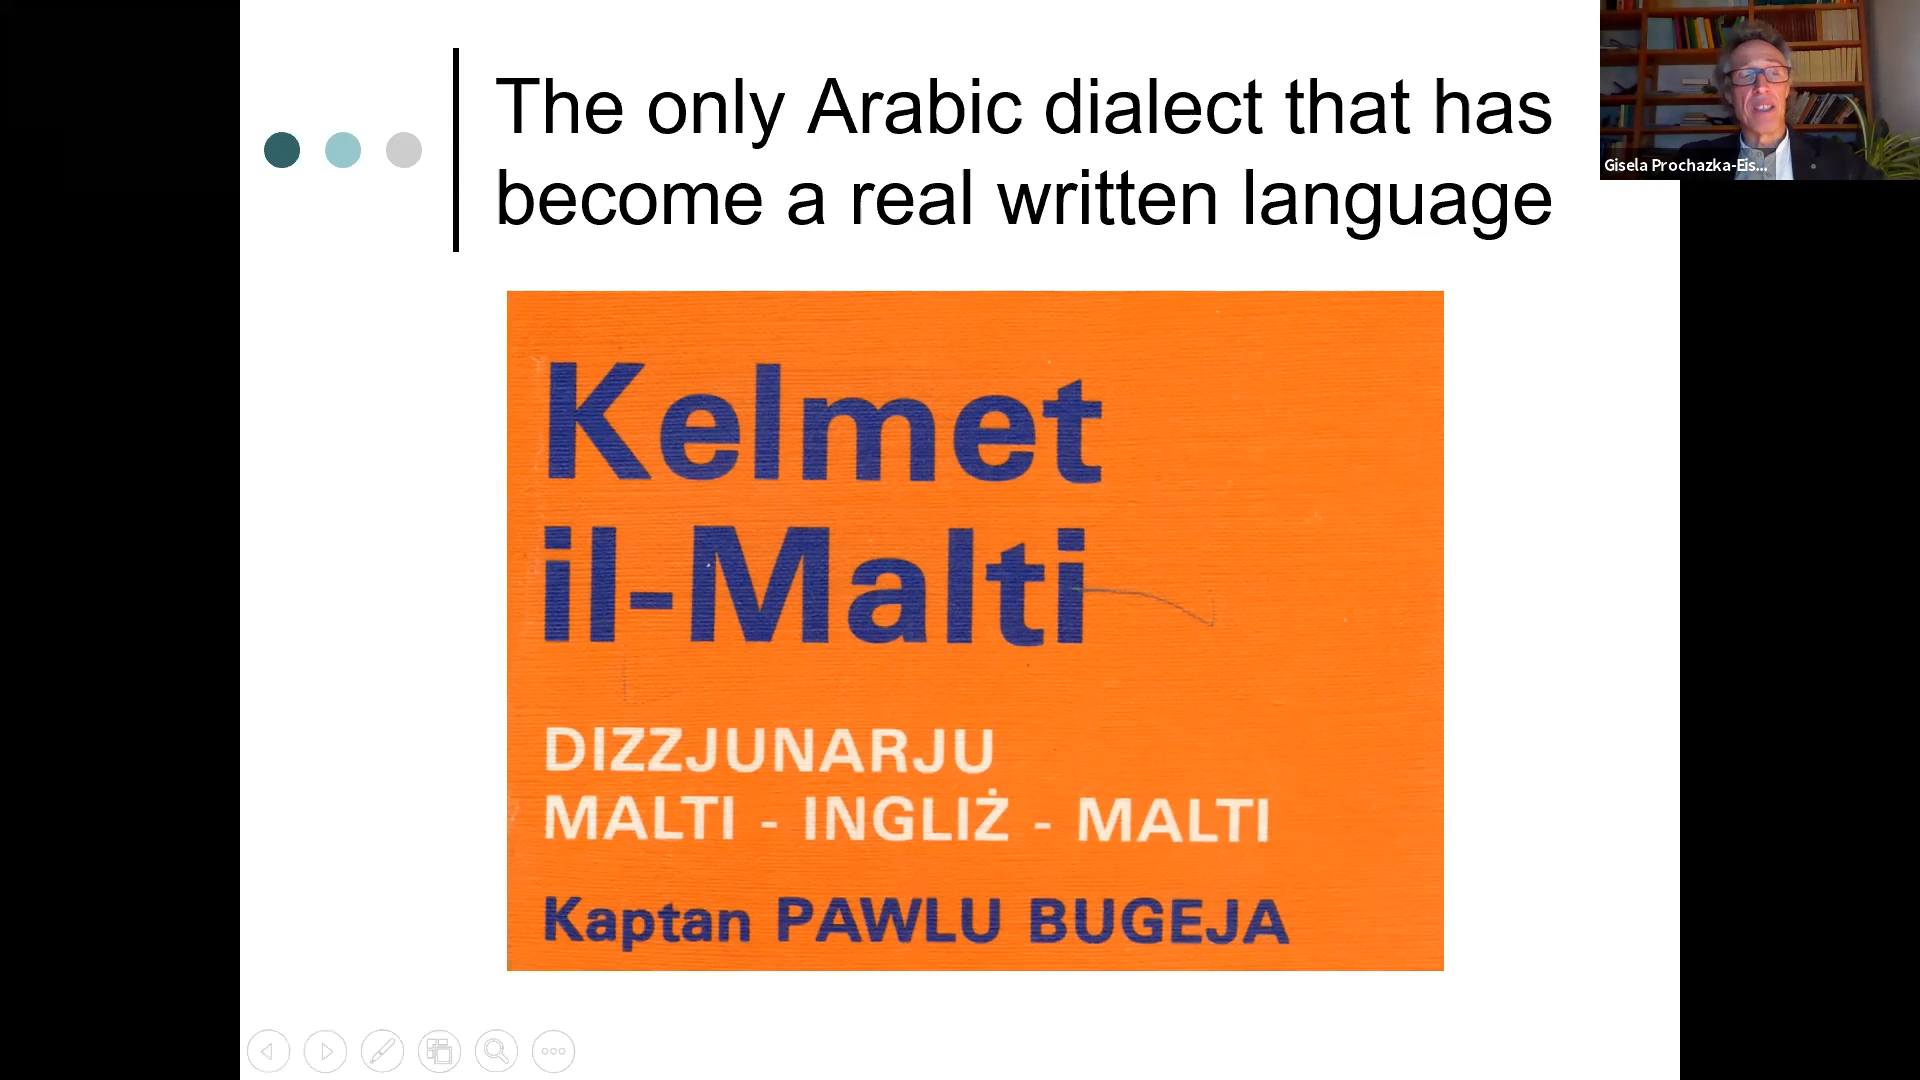 The only Arabic dialect that has
become a real written language
Gisela Prochazka-Eis...
Kelmet
il-Malti
DIZZJUNARJU
MALTI - INGLIŻ - MALTI
Kaptan PAWLU BUGEJA